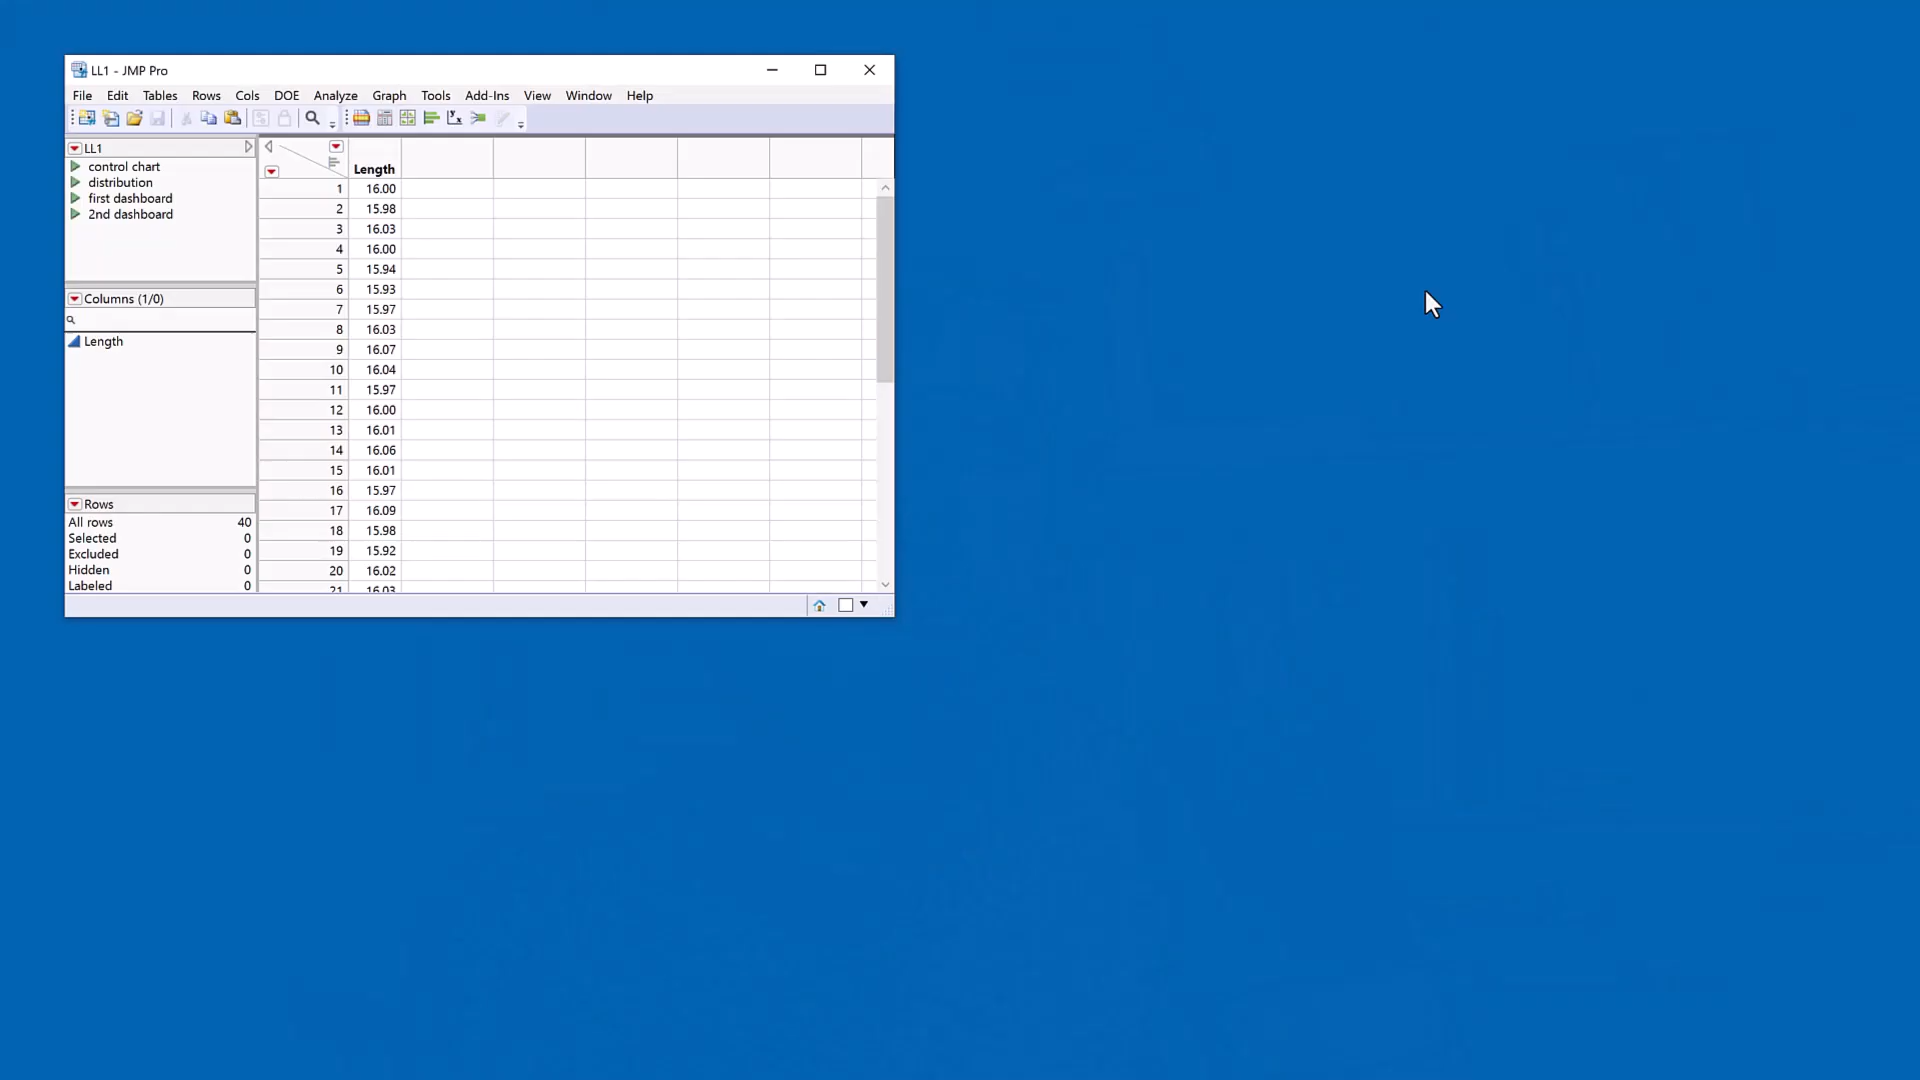 LL1 - JMP Pro
File Edit Tables Rows Cols DOE Analyze Graph Tools Add-Ins View Window Help
LL1
control chart
distribution
first dashboard
2nd dashboard
Columns (1/0)
Length
Rows
All rows 40
Selected 0
Excluded 0
Hidden 0
Labeled 0
Length
1 16.00
2 15.98
3 16.03
4 16.00
5 15.94
6 15.93
7 15.97
8 16.03
9 16.07
10 16.04
11 15.97
12 16.00
13 16.01
14 16.06
15 16.01
16 15.97
17 16.09
18 15.98
19 15.92
20 16.02
21 16.03